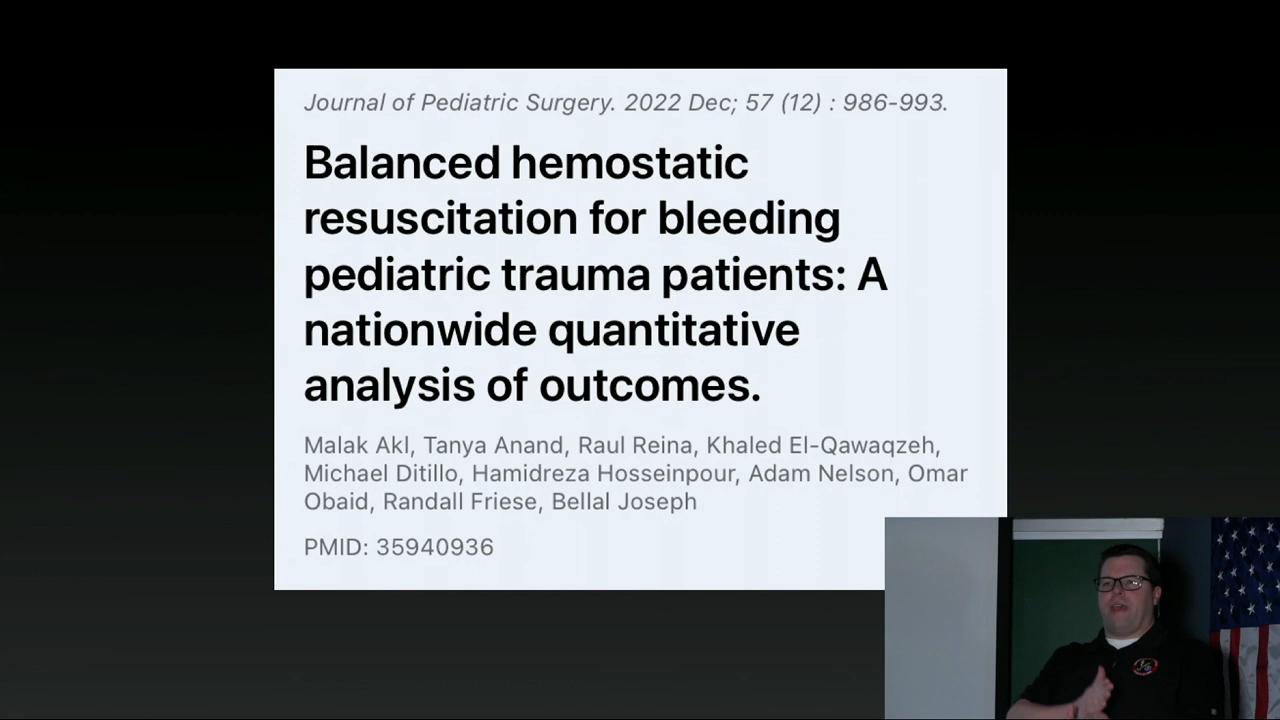 Journal of Pediatric Surgery. 2022 Dec; 57 (12) : 986-993.
Balanced hemostatic
resuscitation for bleeding
pediatric trauma patients: A
nationwide quantitative
analysis of outcomes.
Malak Akl, Tanya Anand, Raul Reina, Khaled El-Qawaqzeh,
Michael Ditillo, Hamidreza Hosseinpour, Adam Nelson, Omar
Obaid, Randall Friese, Bellal Joseph
PMID: 35940936